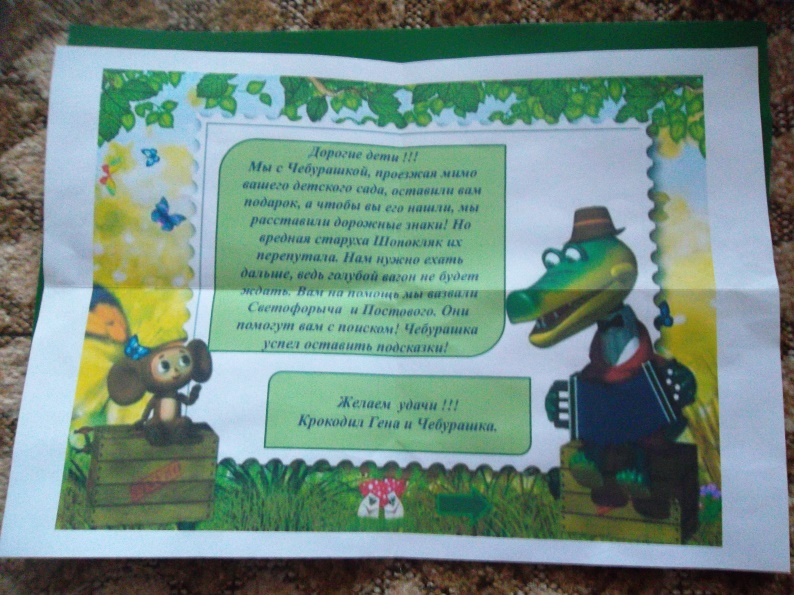 Дорогие дети !!!
Мы с Чебурашкой, проезжая мимо
вашего детского сада, оставили вам
подарок, а чтобы вы его нашли, мы
расставили дорожные знаки! Но
вредная старуха Шопокляк их
перепутала. Нам нужно ехать
дальше, ведь голубой вагон не будет
ждать. Вам на помощь мы вызвали
Светофорыча и Постового. Они
помогут вам с поиском! Чебурашка
успел оставить подсказки!
Желаем удачи !!!
Крокодил Гена и Чебурашка.